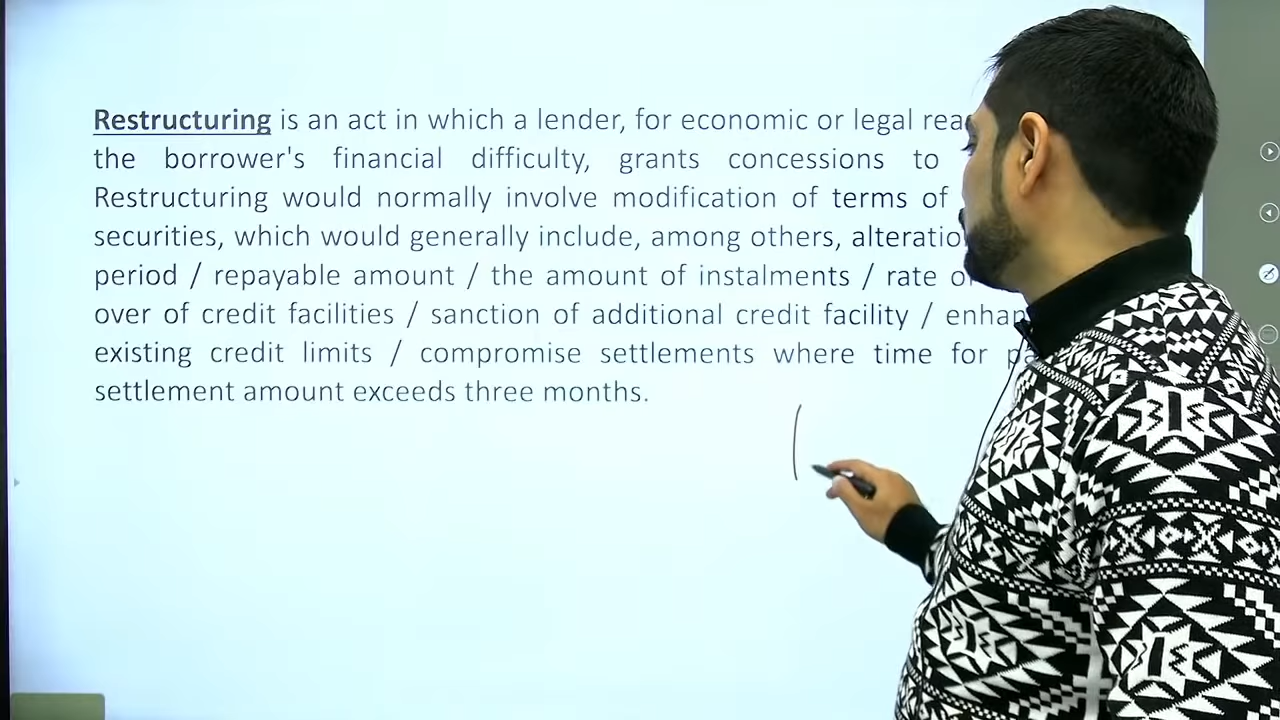 Restructuring is an act in which a lender, for economic or legal
the borrower's financial difficulty, grants concessions to
Restructuring would normally involve modification of terms of
securities, which would generally include, among others,
period / repayable amount / the amount of instalments / rate
over of credit facilities / sanction of additional credit facility /
existing credit limits / compromise settlements where time for
settlement amount exceeds three months.